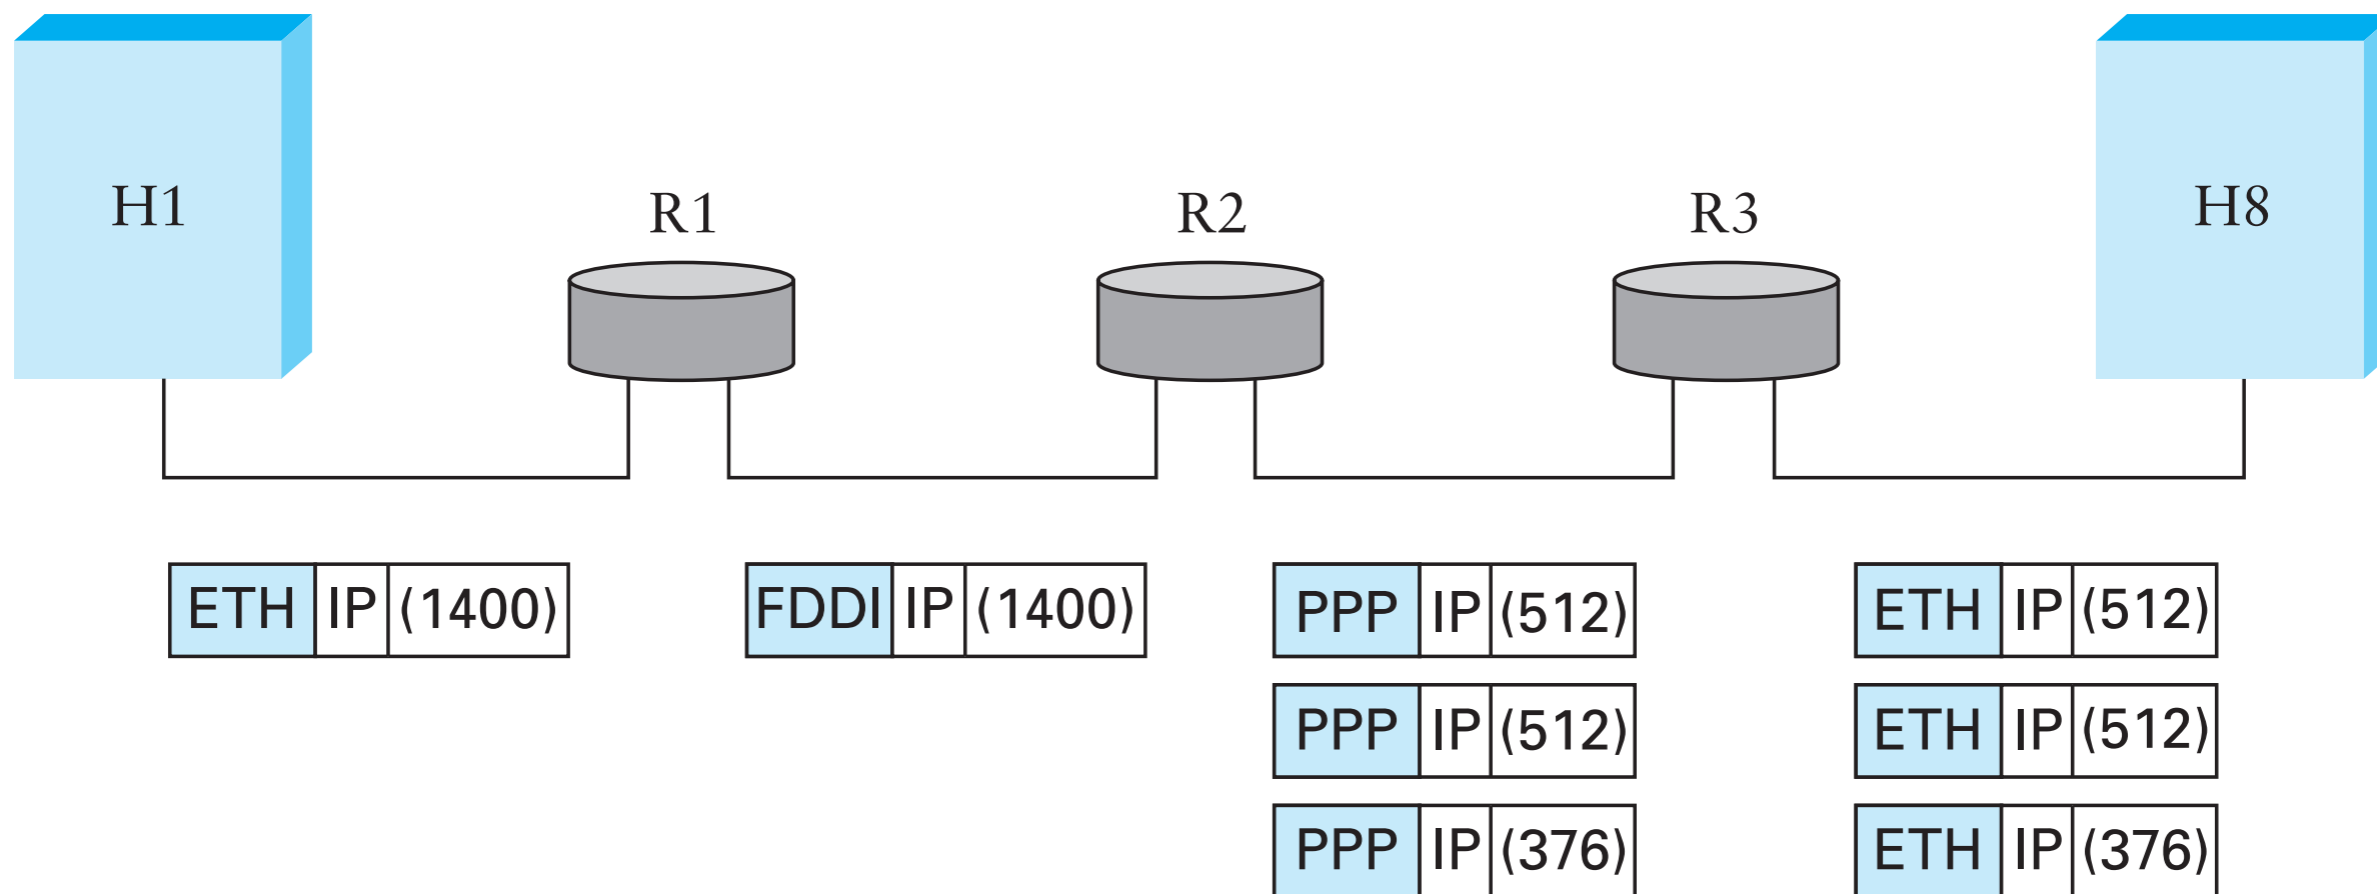 H1
R1
R2
R3
H8
ETH IP (1400)
FDDI IP (1400)
PPP IP (512)
ETH IP (512)
PPP IP (512)
ETH IP (512)
PPP IP (376)
ETH IP (376)